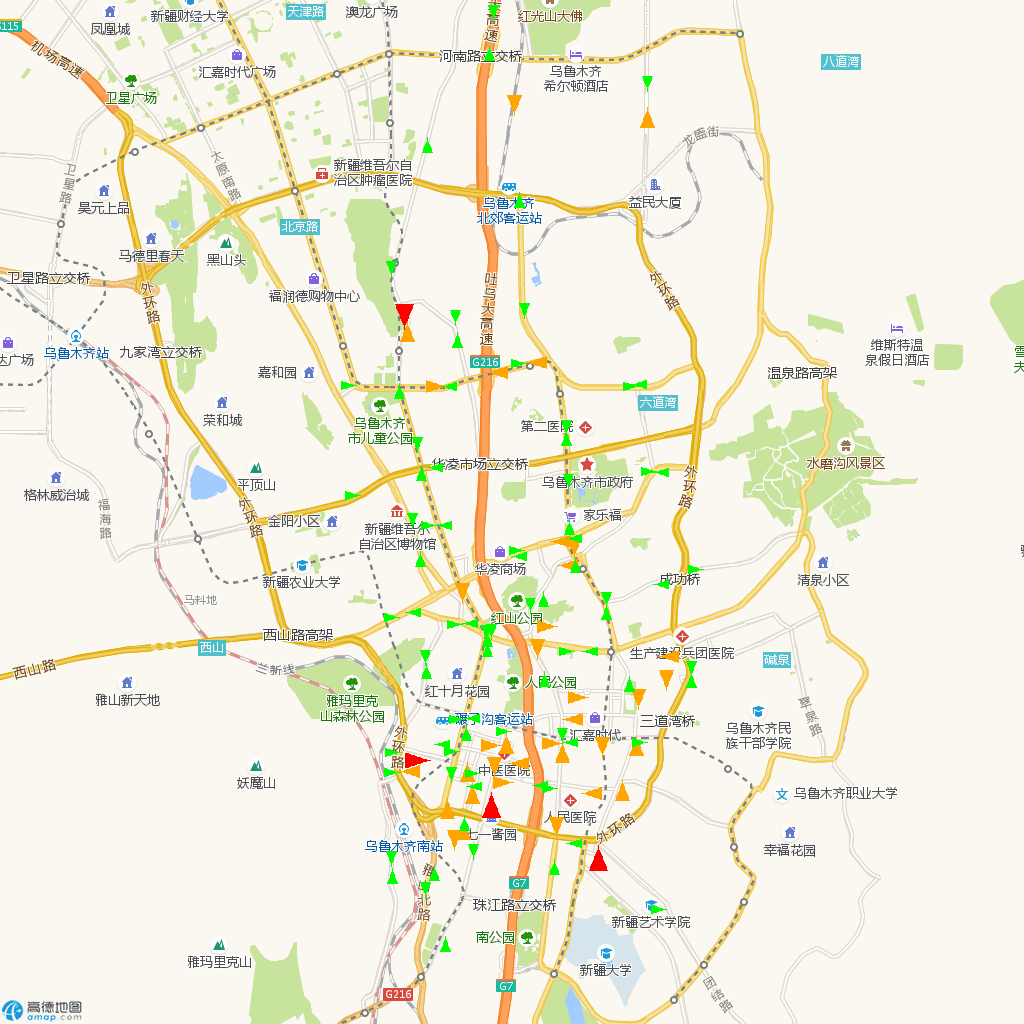 新疆财经大学
天津路
澳龙广场
红光山大佛
凤凰城
S115
机场高速
高速
河南路立交桥
八道湾
汇嘉时代广场
乌鲁木齐
希尔顿酒店
卫星广场
龙盛街
太原南路
卫星路
新疆维吾尔自
治区肿瘤医院
益民大厦
昊元上品
乌鲁木齐
北郊客运站
北京路
马德里春天
黑山头
卫星路立交桥
外环路
外环路
福润德购物中心
吐乌大高速
乌鲁木齐站
九家湾立交桥
达广场
G216
维斯特温
泉假日酒店
雪
夫
嘉和园
温泉路高架
荣和城
六道湾
乌鲁木齐
市儿童公园
第二医院
水磨沟风景区
华凌市场立交桥
平顶山
乌鲁木齐市政府
外环路
格林威治城
福海路
外环路
金阳小区
新疆维吾尔
自治区博物馆
家乐福
华凌商场
新疆农业大学
成功桥
清泉小区
马料地
红山公园
西山路高架
西山
西山路
兰新线
生产建设兵团医院
碱泉
雅山新天地
雅玛里克
山森林公园
红十月花园
人民公园
翠泉路
碾子沟客运站
三道湾桥
汇嘉时代
乌鲁木齐民
族干部学院
外环路
妖魔山
中医医院
乌鲁木齐职业大学
人民医院
七一酱园
外环路
乌鲁木齐南站
幸福花园
雅山北路
G7
珠江路立交桥
新疆艺术学院
南公园
雅玛里克山
新疆大学
G7
G216
团结路
高德地图
amap.com